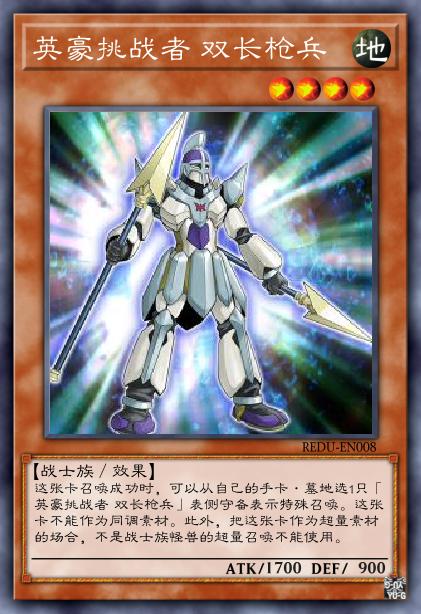 英豪挑战者 双长枪兵
地
REDU-EN008
【战士族／效果】
这张卡召唤成功时，可以从自己的手卡·墓地选1只「
英豪挑战者 双长枪兵」表侧守备表示特殊召唤。这张
卡不能作为同调素材。此外，把这张卡作为超量素材
的场合，不是战士族怪兽的超量召唤不能使用。
ATK/1700 DEF/ 900